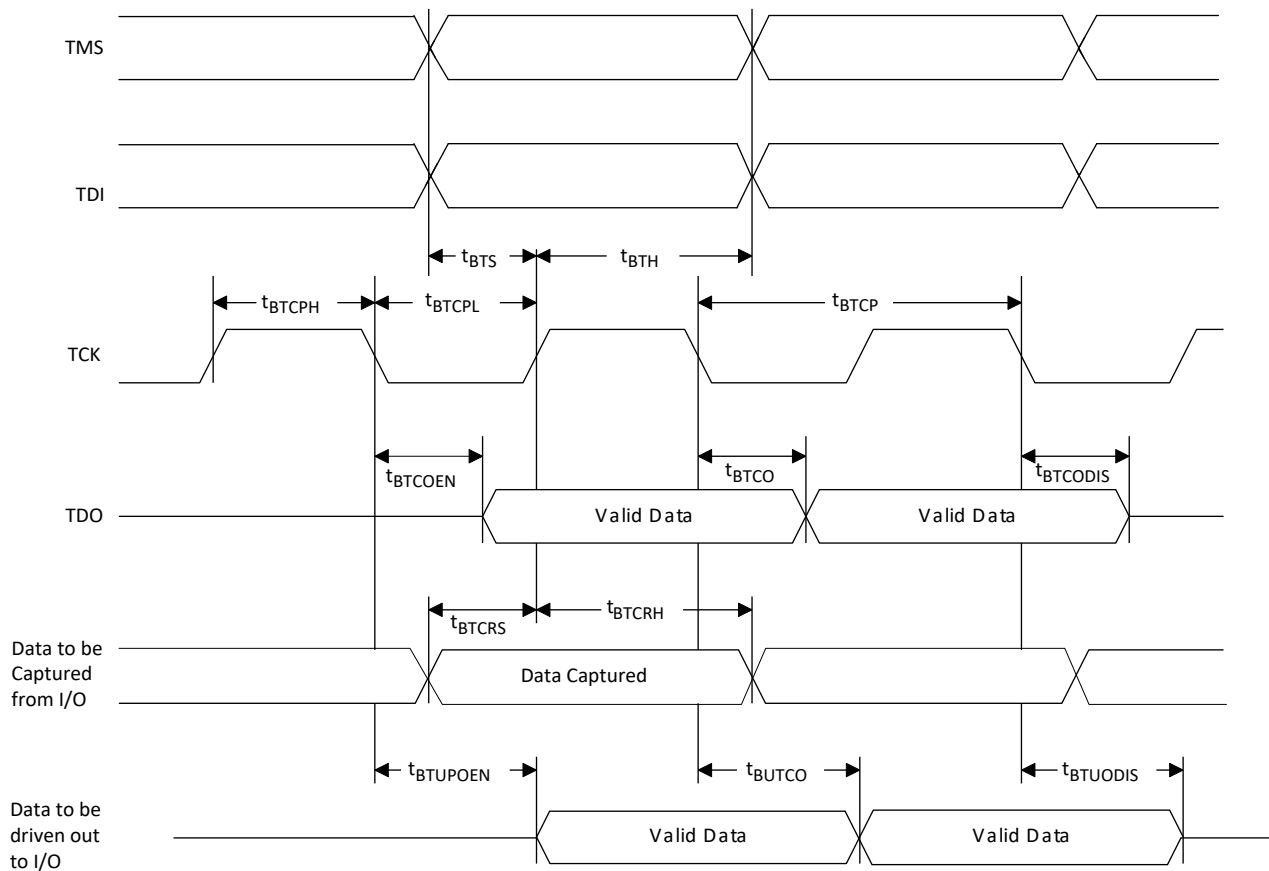 TMS
TDI
tBTS
tBTH
tBTCPH
tBTCPL
tBTCP
TCK
tBTCOEN
tBTCO
tBTCODIS
TDO
Valid Data
Valid Data
tBTCRS
tBTCRH
Data to be
Captured
from I/O
Data Captured
tBTUPOEN
tBUTCO
tBTUODIS
Data to be
driven out
to I/O
Valid Data
Valid Data